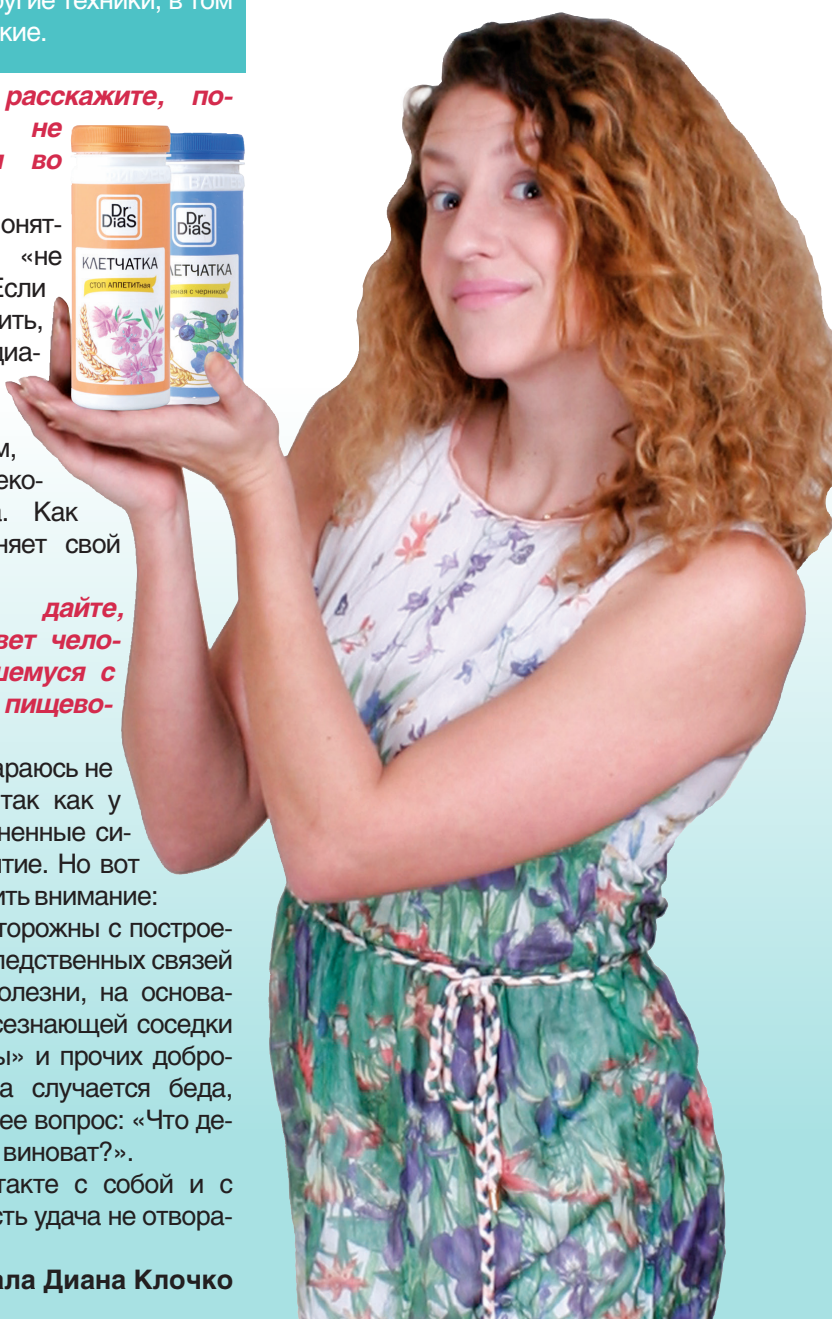 другие техники, в том
кие.
расскажите, по-
не
во
онят-
«не
Если
ить,
диа-
м,
еко-
Как
няет свой
дайте,
вет чело-
шемуся с
пищево-
араюсь не
так как у
ненные си-
тие. Но вот
ить внимание:
торожны с построе-
ледственных связей
олезни, на основа-
сезнающей соседки
ы» и прочих добро-
а случается беда,
ее вопрос: «Что де-
виноват?».
такте с собой и с
сть удача не отвора-
ала Диана Клочко
Dr DiaS
КЛЕТЧАТКА
СТОП АППЕТИТная
Dr DiaS
ЛЕТЧАТКА
яная с черникой